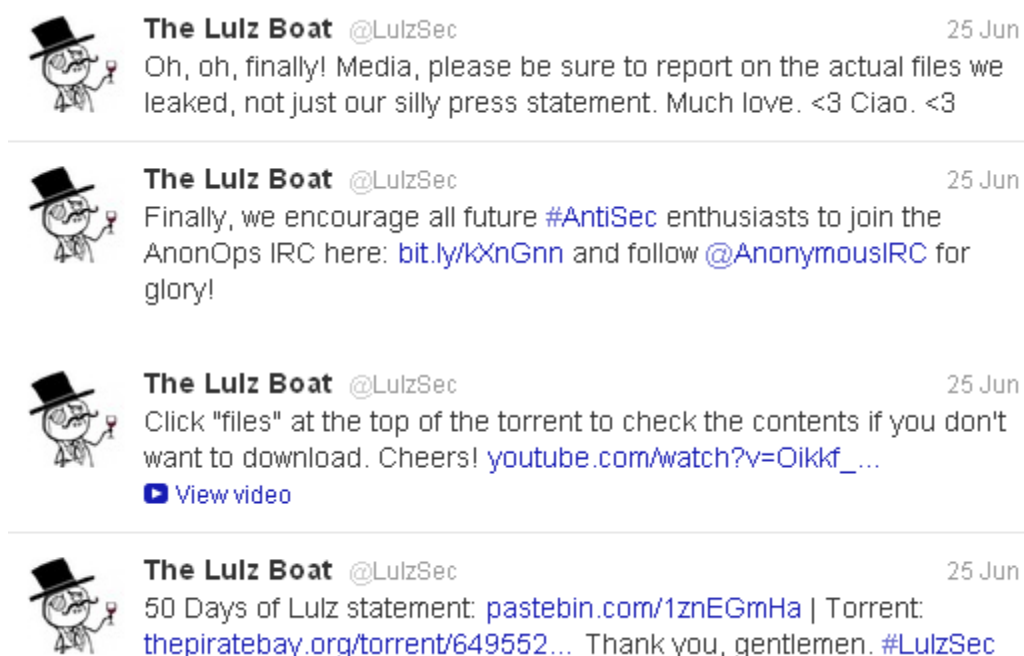 The Lulz Boat @LulzSec 25 Jun
Oh, oh, finally! Media, please be sure to report on the actual files we
leaked, not just our silly press statement. Much love. <3 Ciao. <3
The Lulz Boat @LulzSec 25 Jun
Finally, we encourage all future #AntiSec enthusiasts to join the
AnonOps IRC here: bit.ly/kXnGnn and follow @AnonymousIRC for
glory!
The Lulz Boat @LulzSec 25 Jun
Click "files" at the top of the torrent to check the contents if you don't
want to download. Cheers! youtube.com/watch?v=Oikkf_...
View video
The Lulz Boat @LulzSec 25 Jun
50 Days of Lulz statement: pastebin.com/1znEGmHa | Torrent:
thepiratebay.org/torrent/649552... Thank you, gentlemen. #LulzSec